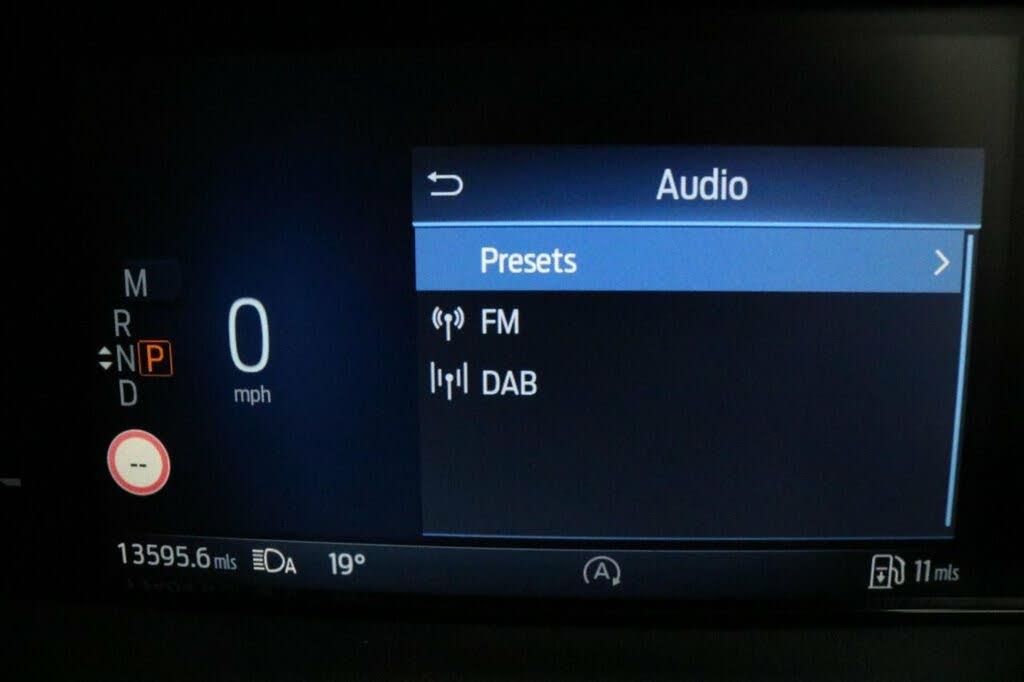 Audio
Presets
FM
DAB
M
R
N P
D
0
mph
--
13595.6 mls A 19° A 11 mls